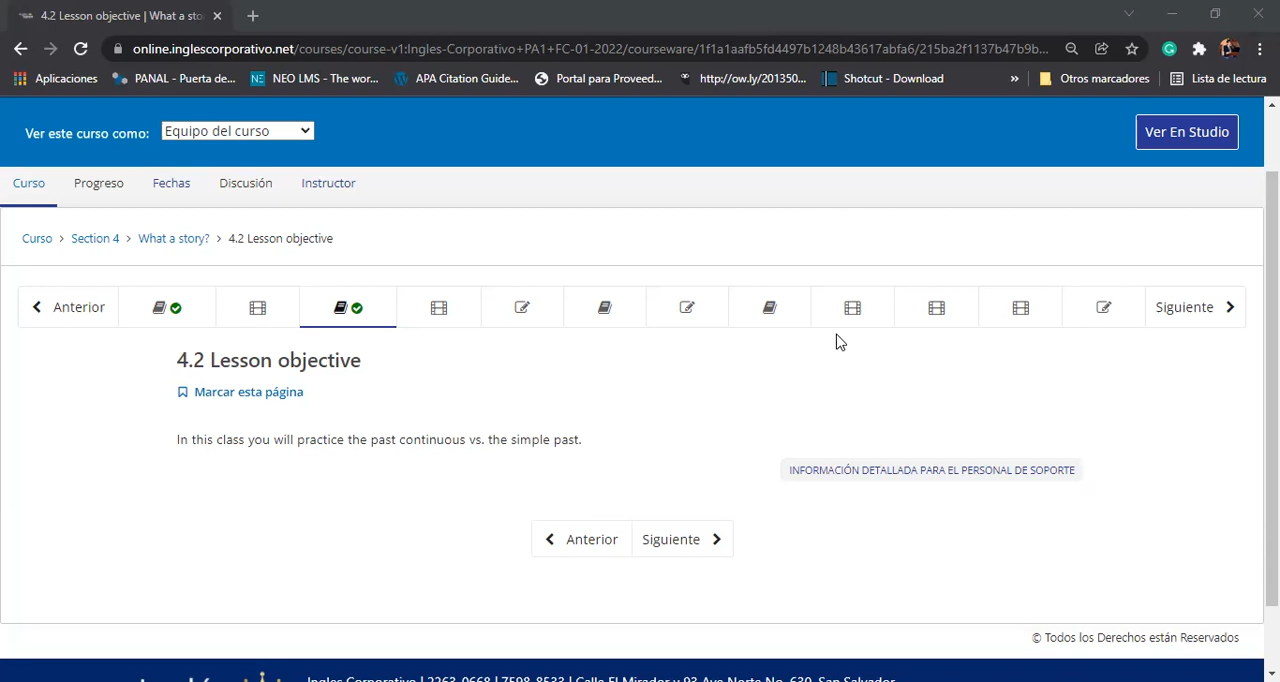 4.2 Lesson objective | What a sto
online.inglescorporativo.net/courses/course-v1:Ingles-Corporativo+PA1+FC-01-2022/courseware/1f1a1aafb5fd4497b1248b43617abfa6/215ba2f1137b47b9b...
Aplicaciones PANAL - Puerta de... NEO LMS - The wor... APA Citation Guide... Portal para Proveed... http://ow.ly/201350... Shotcut - Download » Otros marcadores Lista de lectura
Ver este curso como: Equipo del curso Ver En Studio
Curso Progreso Fechas Discusión Instructor
Curso > Section 4 > What a story? > 4.2 Lesson objective
Anterior Siguiente
4.2 Lesson objective
Marcar esta página
In this class you will practice the past continuous vs. the simple past.
INFORMACIÓN DETALLADA PARA EL PERSONAL DE SOPORTE
Anterior Siguiente
© Todos los Derechos están Reservados
Ingles Corporativo | 2263-0668 | 7598-8533 | Calle El Mirador y 93 Ave Norte No. 630, San Salvador